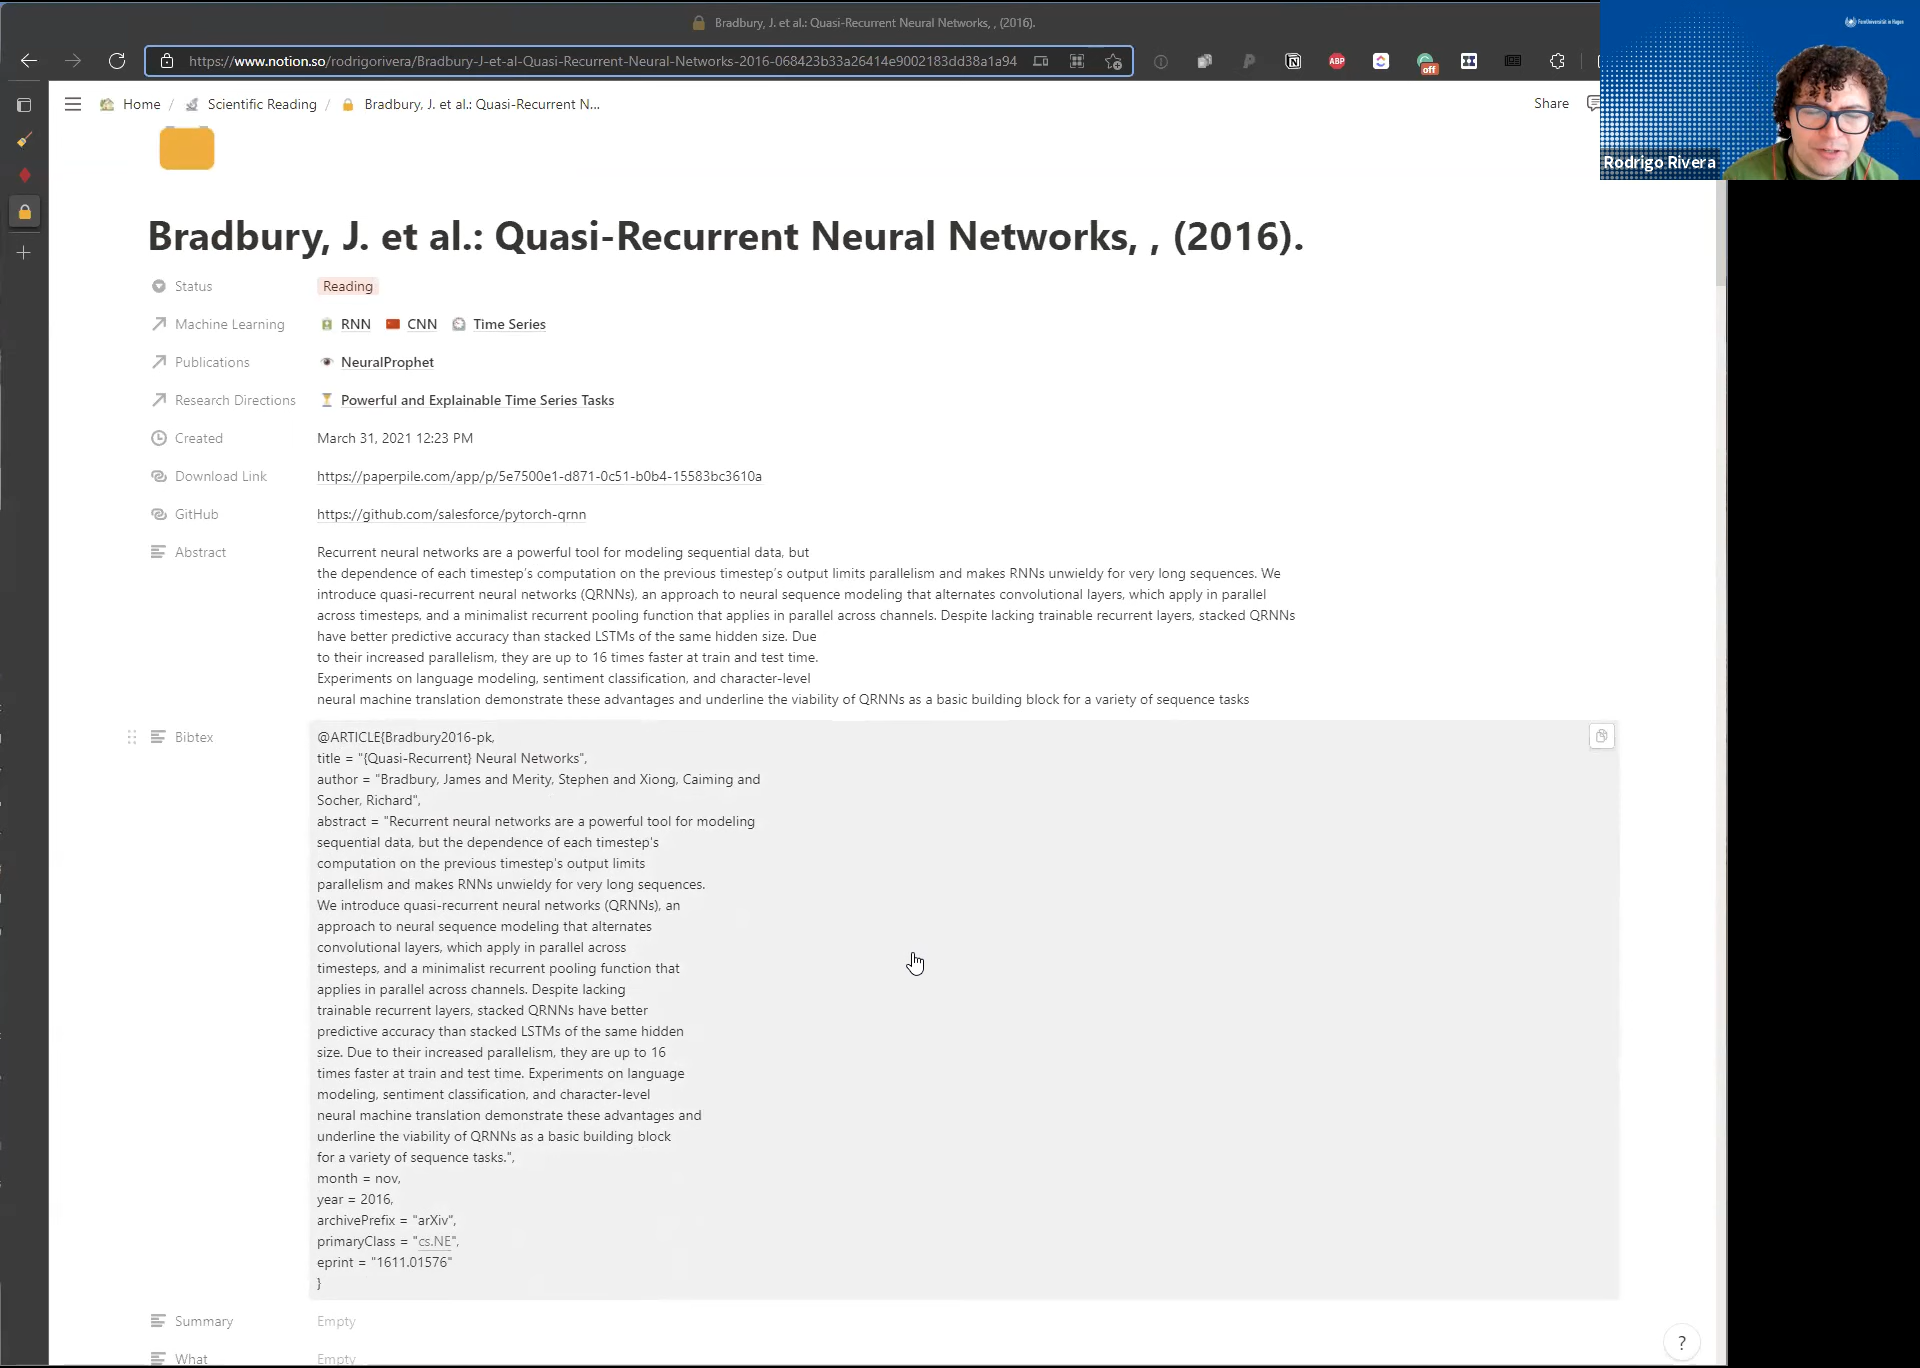 Bradbury, J. et al.: Quasi-Recurrent Neural Networks, , (2016).
https://www.notion.so/rodrigorivera/Bradbury-J-et-al-Quasi-Recurrent-Neural-Networks-2016-068423b33a26414e9002183dd38a1a94
ABP
off
Home / Scientific Reading / Bradbury, J. et al.: Quasi-Recurrent N...
Share
Rodrigo Rivera
Bradbury, J. et al.: Quasi-Recurrent Neural Networks, , (2016).
Status Reading
Machine Learning RNN CNN Time Series
Publications NeuralProphet
Research Directions Powerful and Explainable Time Series Tasks
Created March 31, 2021 12:23 PM
Download Link https://paperpile.com/app/p/5e7500e1-d871-0c51-b0b4-15583bc3610a
GitHub https://github.com/salesforce/pytorch-qrnn
Abstract Recurrent neural networks are a powerful tool for modeling sequential data, but
the dependence of each timestep’s computation on the previous timestep’s output limits parallelism and makes RNNs unwieldy for very long sequences. We
introduce quasi-recurrent neural networks (QRNNs), an approach to neural sequence modeling that alternates convolutional layers, which apply in parallel
across timesteps, and a minimalist recurrent pooling function that applies in parallel across channels. Despite lacking trainable recurrent layers, stacked QRNNs
have better predictive accuracy than stacked LSTMs of the same hidden size. Due
to their increased parallelism, they are up to 16 times faster at train and test time.
Experiments on language modeling, sentiment classification, and character-level
neural machine translation demonstrate these advantages and underline the viability of QRNNs as a basic building block for a variety of sequence tasks
Bibtex @ARTICLE{Bradbury2016-pk,
title = "{Quasi-Recurrent} Neural Networks",
author = "Bradbury, James and Merity, Stephen and Xiong, Caiming and
Socher, Richard",
abstract = "Recurrent neural networks are a powerful tool for modeling
sequential data, but the dependence of each timestep's
computation on the previous timestep's output limits
parallelism and makes RNNs unwieldy for very long sequences.
We introduce quasi-recurrent neural networks (QRNNs), an
approach to neural sequence modeling that alternates
convolutional layers, which apply in parallel across
timesteps, and a minimalist recurrent pooling function that
applies in parallel across channels. Despite lacking
trainable recurrent layers, stacked QRNNs have better
predictive accuracy than stacked LSTMs of the same hidden
size. Due to their increased parallelism, they are up to 16
times faster at train and test time. Experiments on language
modeling, sentiment classification, and character-level
neural machine translation demonstrate these advantages and
underline the viability of QRNNs as a basic building block
for a variety of sequence tasks.",
month = nov,
year = 2016,
archivePrefix = "arXiv",
primaryClass = "cs.NE",
eprint = "1611.01576"
}
Summary Empty
What Empty
?